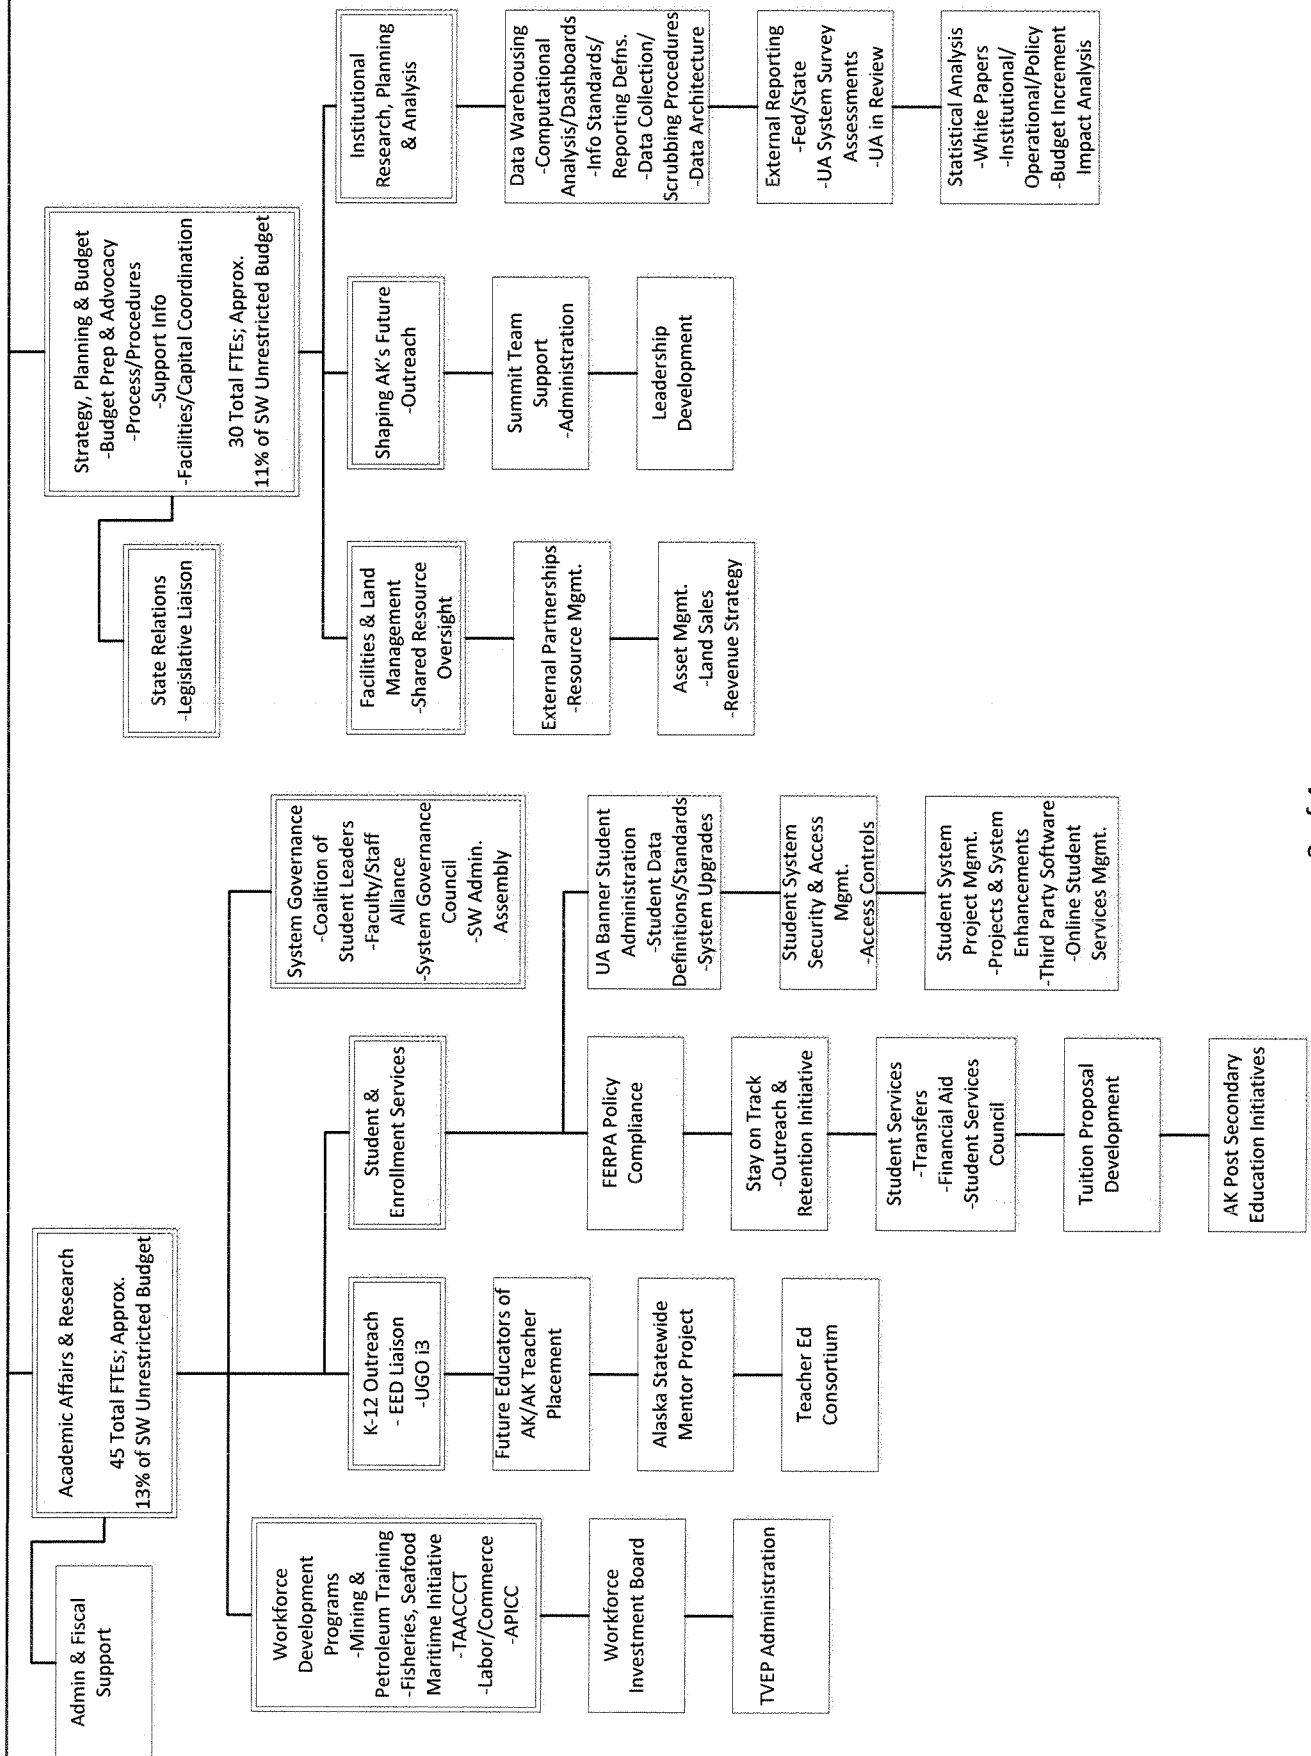 Admin & Fiscal
Support
Academic Affairs & Research
45 Total FTEs; Approx.
13% of SW Unrestricted Budget
Workforce
Development
Programs
-Mining &
Petroleum Training
-Fisheries, Seafood
Maritime Initiative
-TAACCCT
-Labor/Commerce
-APICC
Workforce
Investment Board
TVEP Administration
K-12 Outreach
- EED Liaison
-UGO i3
Future Educators of
AK/AK Teacher
Placement
Alaska Statewide
Mentor Project
Teacher Ed
Consortium
Student &
Enrollment Services
FERPA Policy
Compliance
Stay on Track
-Outreach &
Retention Initiative
Student Services
-Transfers
-Financial Aid
-Student Services
Council
Tuition Proposal
Development
AK Post Secondary
Education Initiatives
UA Banner Student
Administration
-Student Data
Definitions/Standards
-System Upgrades
Student System
Security & Access
Mgmt.
-Access Controls
Student System
Project Mgmt.
-Projects & System
Enhancements
-Third Party Software
-Online Student
Services Mgmt.
System Governance
-Coalition of
Student Leaders
-Faculty/Staff
Alliance
-System Governance
Council
-SW Admin.
Assembly
State Relations
-Legislative Liaison
Strategy, Planning & Budget
-Budget Prep & Advocacy
-Process/Procedures
-Support Info
-Facilities/Capital Coordination
30 Total FTEs; Approx.
11% of SW Unrestricted Budget
Facilities & Land
Management
-Shared Resource
Oversight
External Partnerships
-Resource Mgmt.
Asset Mgmt.
-Land Sales
-Revenue Strategy
Shaping AK's Future
-Outreach
Summit Team
Support
-Administration
Leadership
Development
Institutional
Research, Planning
& Analysis
Data Warehousing
-Computational
Analysis/Dashboards
-Info Standards/
Reporting Defns.
-Data Collection/
Scrubbing Procedures
-Data Architecture
External Reporting
-Fed/State
-UA System Survey
Assessments
-UA in Review
Statistical Analysis
-White Papers
-Institutional/
Operational/Policy
-Budget Increment
Impact Analysis